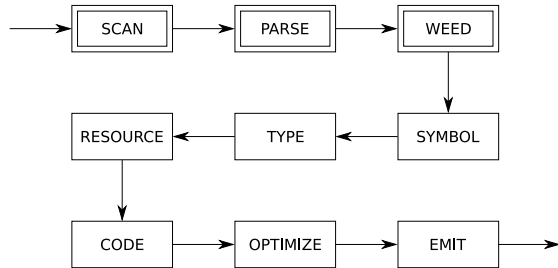 SCAN
PARSE
WEED
RESOURCE
TYPE
SYMBOL
CODE
OPTIMIZE
EMIT